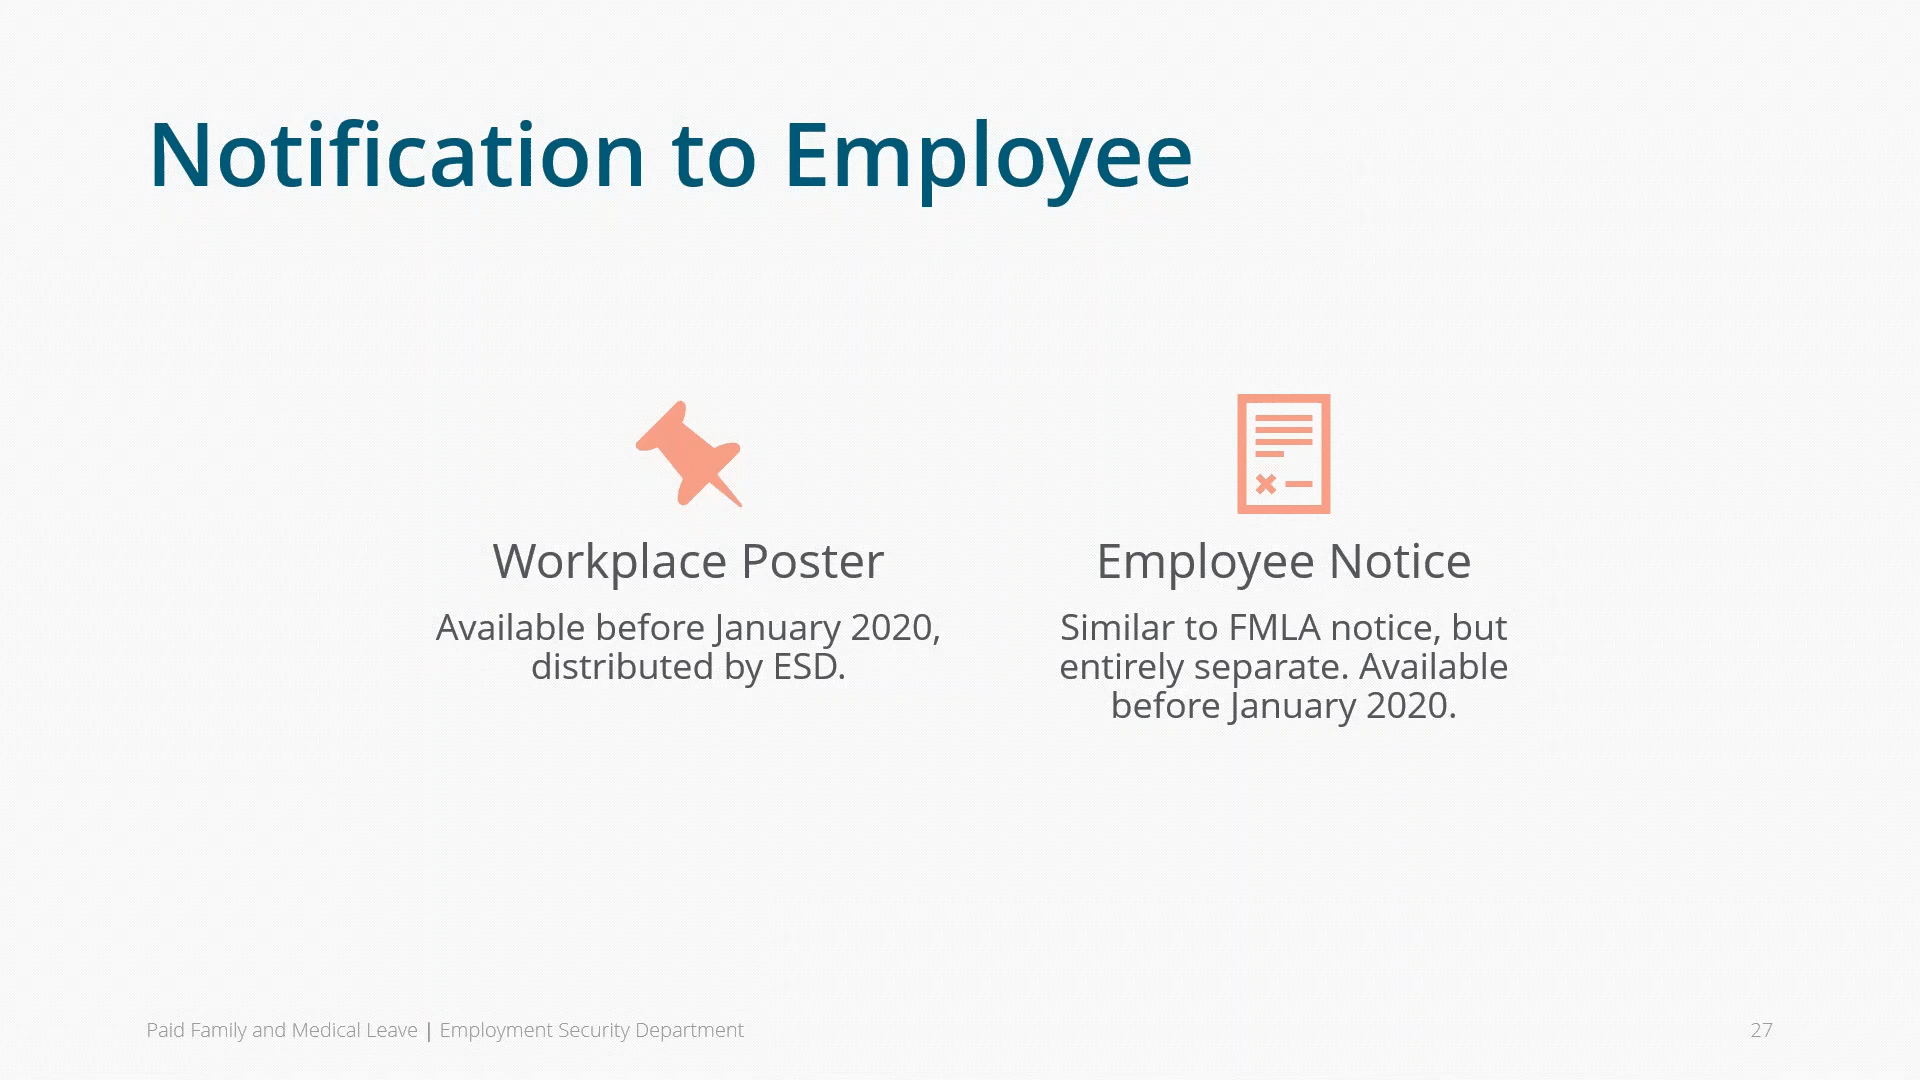 Notification to Employee
Workplace Poster
Available before January 2020,
distributed by ESD.
Employee Notice
Similar to FMLA notice, but
entirely separate. Available
before January 2020.
Paid Family and Medical Leave | Employment Security Department
27